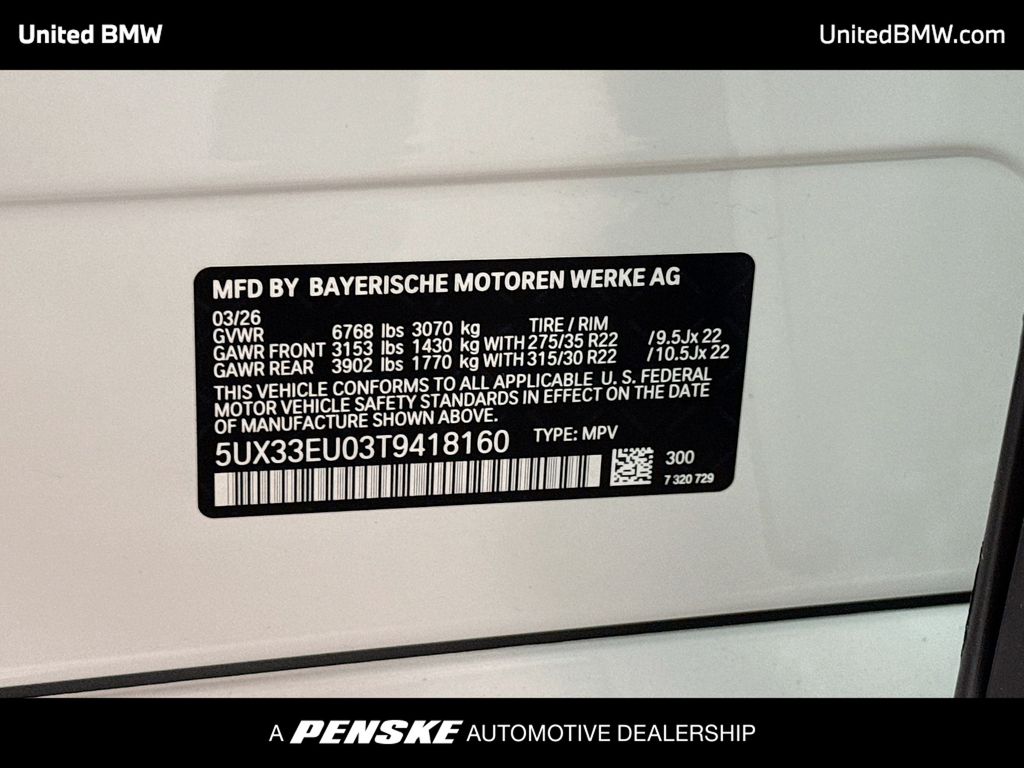 United BMW
UnitedBMW.com
MFD BY BAYERISCHE MOTOREN WERKE AG
03/26
TIRE / RIM
GVWR 6768 lbs 3070 kg
GAWR FRONT 3153 lbs 1430 kg WITH 275/35 R22 /9.5Jx 22
GAWR REAR 3902 lbs 1770 kg WITH 315/30 R22 /10.5Jx 22
THIS VEHICLE CONFORMS TO ALL APPLICABLE U. S. FEDERAL
MOTOR VEHICLE SAFETY STANDARDS IN EFFECT ON THE DATE
OF MANUFACTURE SHOWN ABOVE.
5UX33EU03T9418160 TYPE: MPV
300
7 320 729
A PENSKE AUTOMOTIVE DEALERSHIP